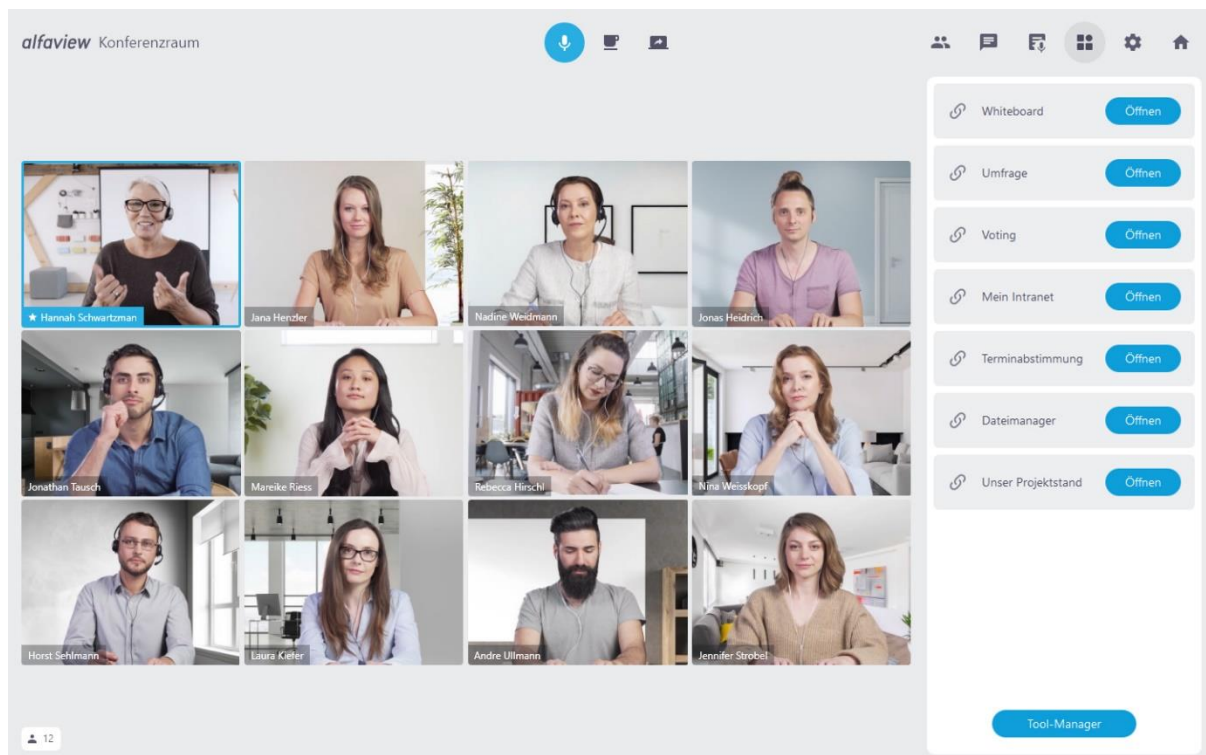 alfaview Konferenzraum
Whiteboard Öffnen
Umfrage Öffnen
Voting Öffnen
Mein Intranet Öffnen
Terminabstimmung Öffnen
Dateimanager Öffnen
Unser Projektstand Öffnen
Tool-Manager
★ Hannah Schwartzman
Jana Henzler
Nadine Weidmann
Jonas Heidrich
Jonathan Tausch
Mareike Riess
Rebecca Hirschl
Nina Weisskopf
Horst Sehlmann
Laura Kiefer
Andre Ullmann
Jennifer Strobel
12